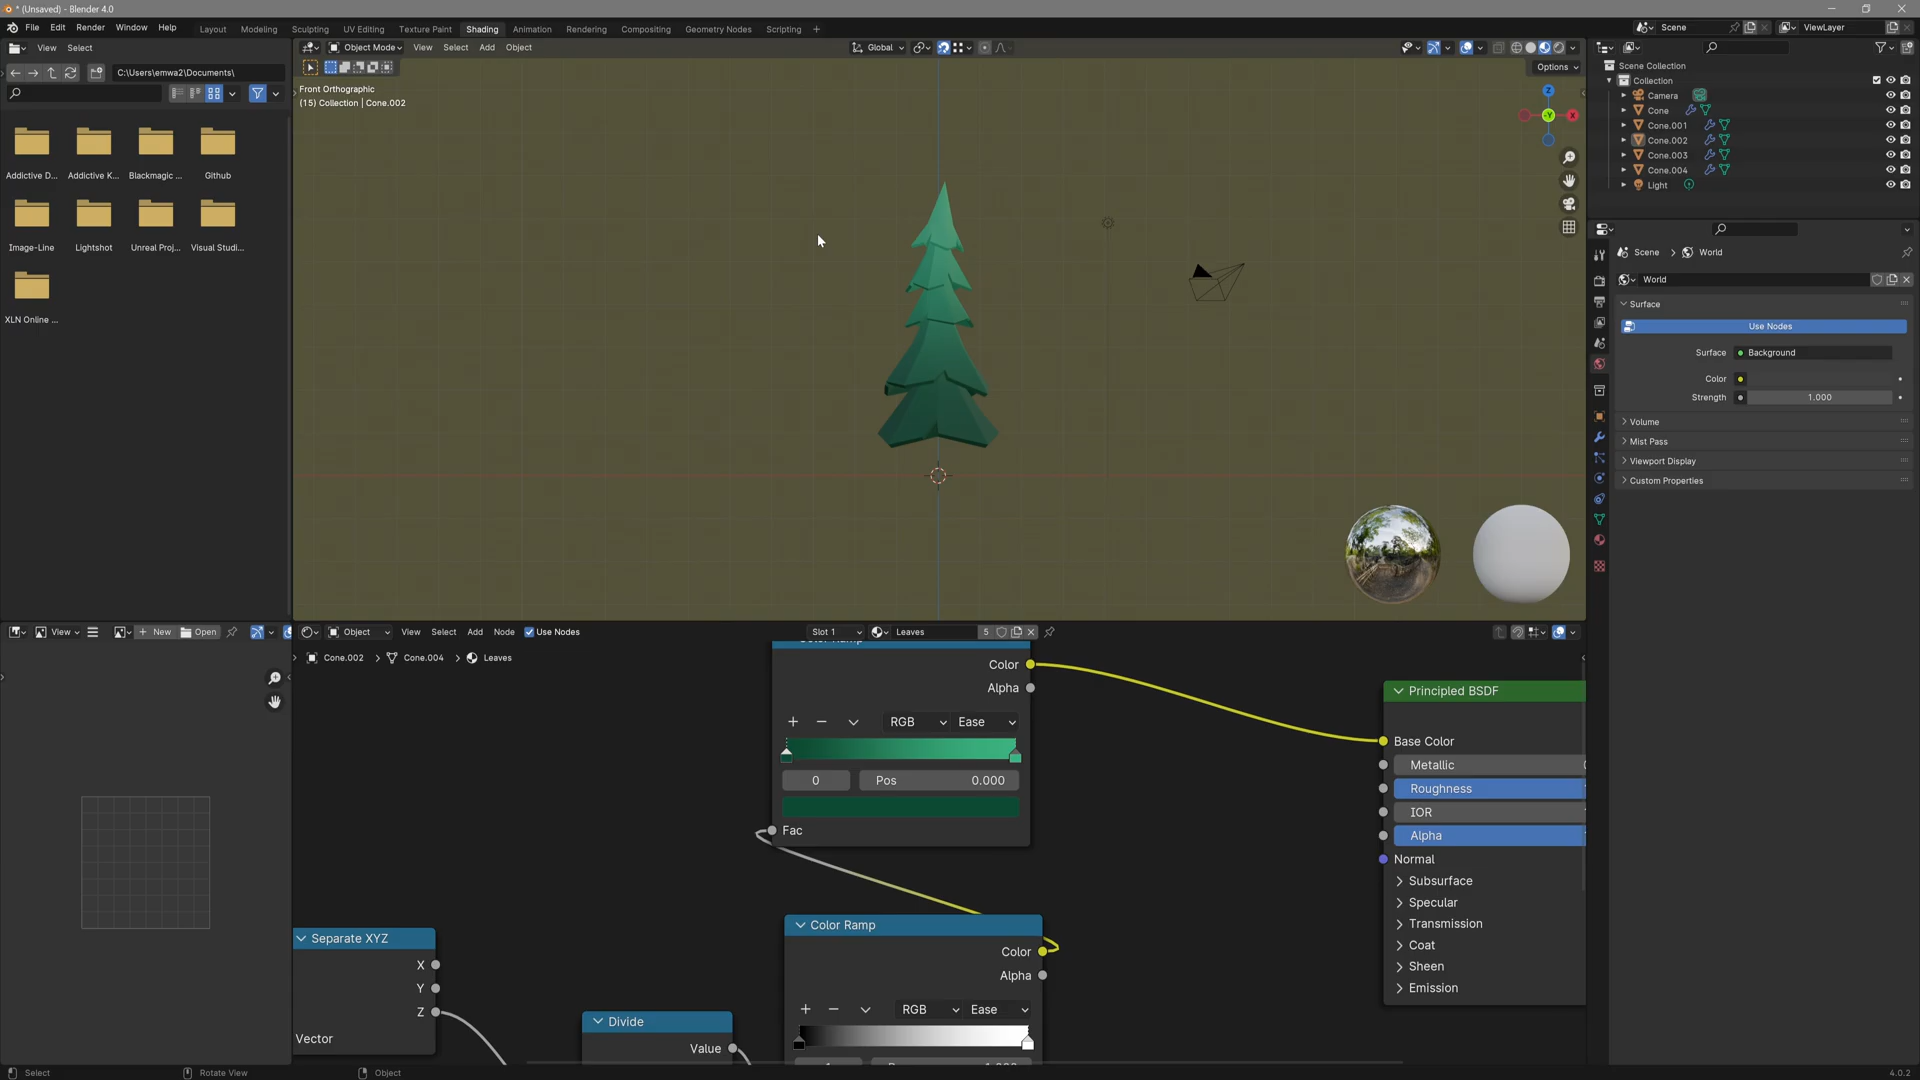 * (Unsaved) - Blender 4.0
File Edit Render Window Help
Layout Modeling Sculpting UV Editing Texture Paint Shading Animation Rendering Compositing Geometry Nodes Scripting +
Scene
ViewLayer
View Select
Object Mode View Select Add Object
Global
C:\Users\emwa2\Documents\
Options
Addictive D...
Addictive K...
Blackmagic ...
Github
Image-Line
Lightshot
Unreal Proj...
Visual Studi...
XLN Online ...
Front Orthographic
(15) Collection | Cone.002
Z
-Y
X
Scene Collection
Collection
Camera
Cone
Cone.001
Cone.002
Cone.003
Cone.004
Light
Scene > World
World
Surface
Use Nodes
Surface Background
Color
Strength 1.000
Volume
Mist Pass
Viewport Display
Custom Properties
View
New
Open
Object View Select Add Node Use Nodes
Slot 1
Leaves 5
Cone.002 > Cone.004 > Leaves
Color Ramp
Color
Alpha
RGB Ease
0 Pos 0.000
Fac
Principled BSDF
Base Color
Metallic
Roughness
IOR
Alpha
Normal
Subsurface
Specular
Transmission
Coat
Sheen
Emission
Separate XYZ
X
Y
Z
Vector
Divide
Value
Color Ramp
Color
Alpha
RGB Ease
Select
Rotate View
Object
4.0.2